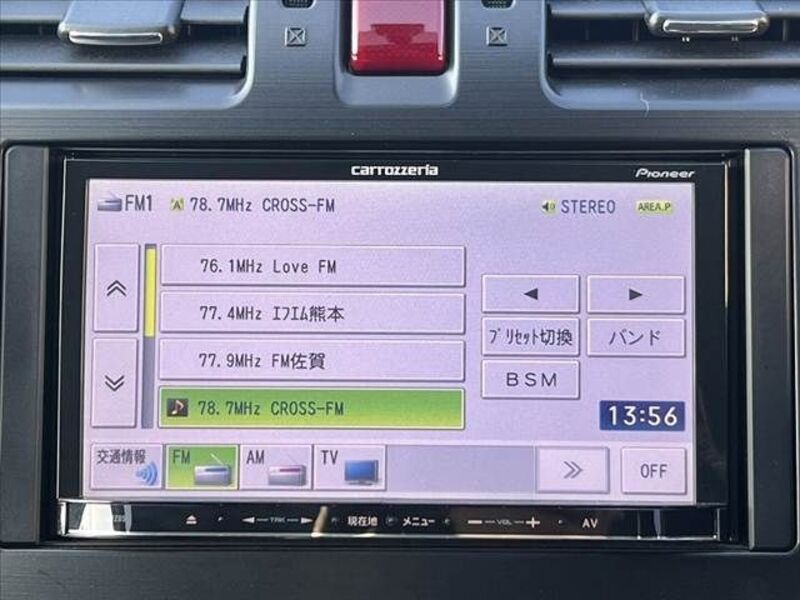 carrozzeria
Pioneer
FM1 A 78.7MHz CROSS-FM STEREO AREA.P
76.1MHz Love FM
77.4MHz エフエム熊本
77.9MHz FM佐賀
78.7MHz CROSS-FM
プリセット切換 バンド
BSM
13:56
交通情報 FM AM TV OFF
TRK 現在地 メニュー VOL AV